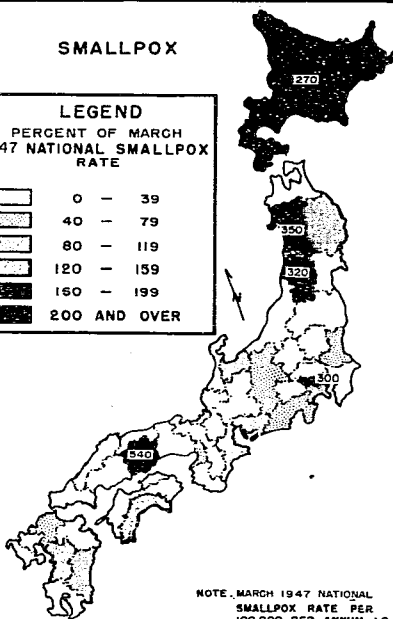 SMALLPOX
LEGEND
PERCENT OF MARCH
47 NATIONAL SMALLPOX
RATE
0 – 39
40 – 79
80 – 119
120 – 159
160 – 199
200 AND OVER
270
350
320
300
540
NOTE. MARCH 1947 NATIONAL
SMALLPOX RATE PER